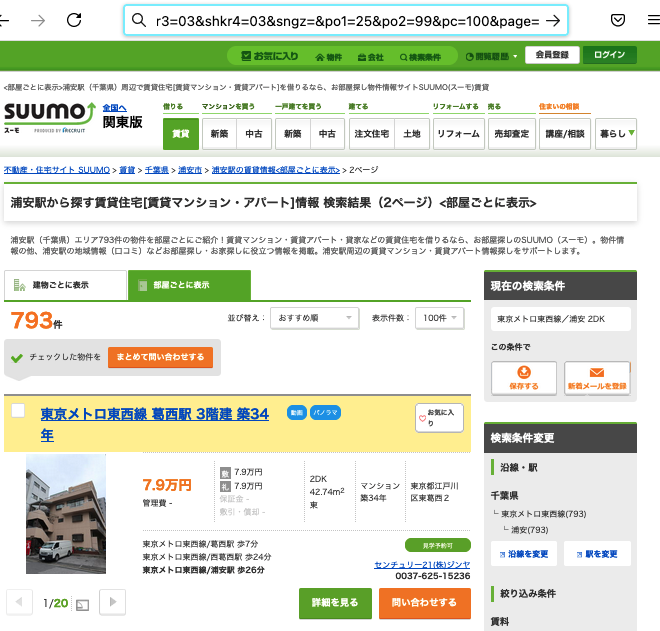 r3=03&shkr4=03&sngz=&po1=25&po2=99&pc=100&page=
お気に入り 物件 会社 検索条件 閲覧履歴 会員登録 ログイン
<部屋ごとに表示>浦安駅（千葉県）周辺で賃貸住宅[賃貸マンション・賃貸アパート]を借りるなら、お部屋探し物件情報サイトSUUMO(スーモ)賃貸
SUUMO
スーモ PRODUCED BY RECRUIT
全国へ
関東版
借りる マンションを買う 一戸建てを買う 建てる リフォームする 売る 住まいの相談
賃貸 新築 中古 新築 中古 注文住宅 土地 リフォーム 売却査定 講座/相談 暮らし▼
不動産・住宅サイト SUUMO > 賃貸 > 千葉県 > 浦安市 > 浦安駅の賃貸情報<部屋ごとに表示> > 2ページ
浦安駅から探す賃貸住宅[賃貸マンション・アパート]情報 検索結果（2ページ）<部屋ごとに表示>
浦安駅（千葉県）エリア793件の物件を部屋ごとにご紹介！賃貸マンション・賃貸アパート・貸家などの賃貸住宅を借りるなら、お部屋探しのSUUMO（スーモ）。物件情
報の他、浦安駅の地域情報（口コミ）などお部屋探し・お家探しに役立つ情報を掲載。浦安駅周辺の賃貸マンション・賃貸アパート情報探しをサポートします。
建物ごとに表示 部屋ごとに表示
793件
並び替え： おすすめ順 表示件数： 100件
チェックした物件を まとめて問い合わせする
東京メトロ東西線 葛西駅 3階建 築34
年
動画 パノラマ
お気に入
り
7.9万円
管理費 -
敷 7.9万円
礼 7.9万円
保証金 -
敷引・償却 -
2DK
42.74m2
東
マンション
築34年
東京都江戸川
区東葛西２
東京メトロ東西線/葛西駅 歩7分
東京メトロ東西線/西葛西駅 歩24分
東京メトロ東西線/浦安駅 歩26分
見学予約可
センチュリー21(株)ジンヤ
0037-625-15236
1/20
詳細を見る 問い合わせする
現在の検索条件
東京メトロ東西線／浦安 2DK
この条件で
保存する 新着メールを登録
検索条件変更
沿線・駅
千葉県
└ 東京メトロ東西線(793)
└ 浦安(793)
沿線を変更 駅を変更
絞り込み条件
賃料